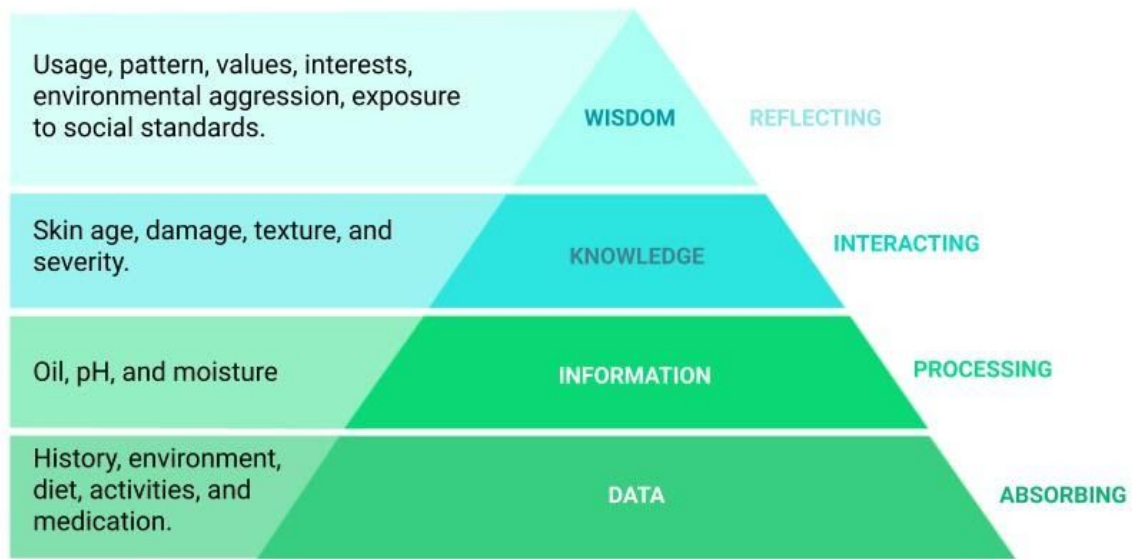 Usage, pattern, values, interests,
environmental aggression, exposure
to social standards.
WISDOM
REFLECTING
Skin age, damage, texture, and
severity.
KNOWLEDGE
INTERACTING
Oil, pH, and moisture
INFORMATION
PROCESSING
History, environment,
diet, activities, and
medication.
DATA
ABSORBING